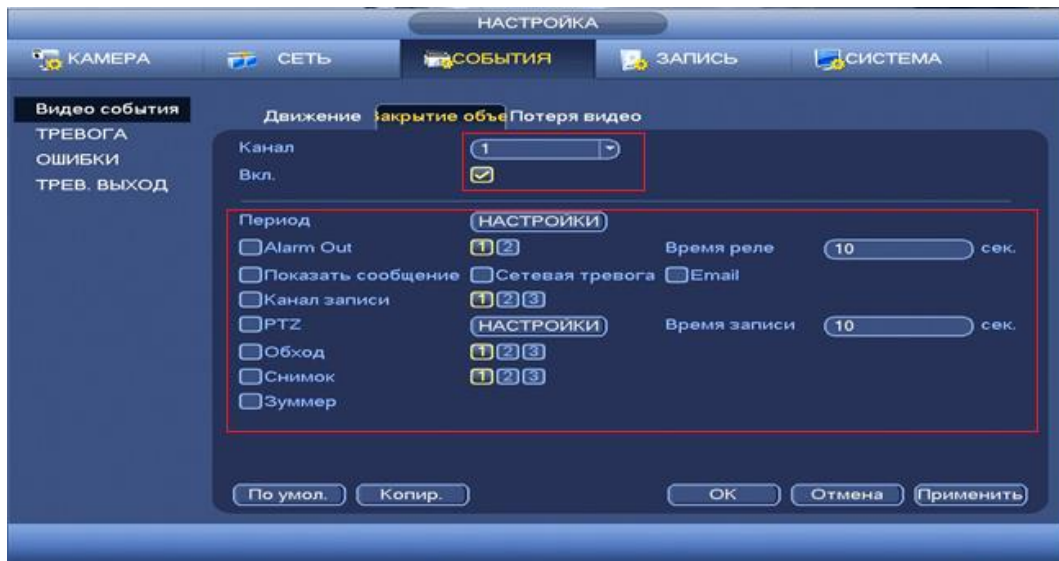 НАСТРОЙКА
КАМЕРА СЕТЬ СОБЫТИЯ ЗАПИСЬ СИСТЕМА
Видео события
ТРЕВОГА
ОШИБКИ
ТРЕВ. ВЫХОД
Движение Закрытие объе Потеря видео
Канал 1
Вкл.
Период НАСТРОЙКИ
Alarm Out 1 2 Время реле 10 сек.
Показать сообщение Сетевая тревога Email
Канал записи 1 2 3
PTZ НАСТРОЙКИ Время записи 10 сек.
Обход 1 2 3
Снимок 1 2 3
Зуммер
По умол. Копир. ОК Отмена Применить